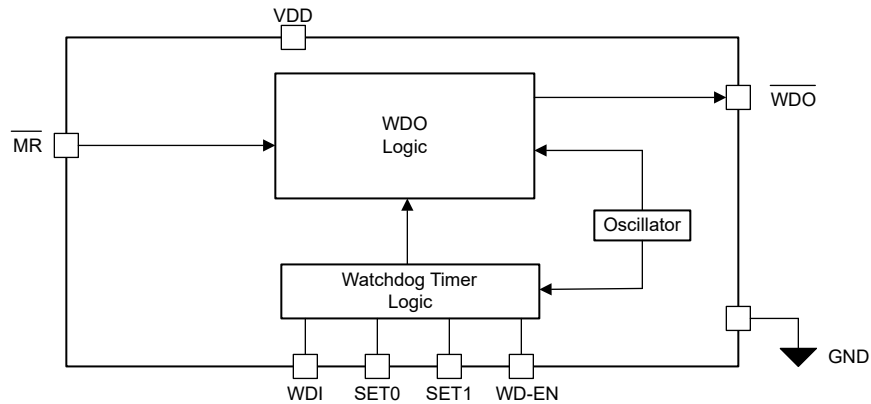 VDD
WDO
Logic
WDO
MR
Oscillator
Watchdog Timer
Logic
GND
WDI
SET0
SET1
WD-EN